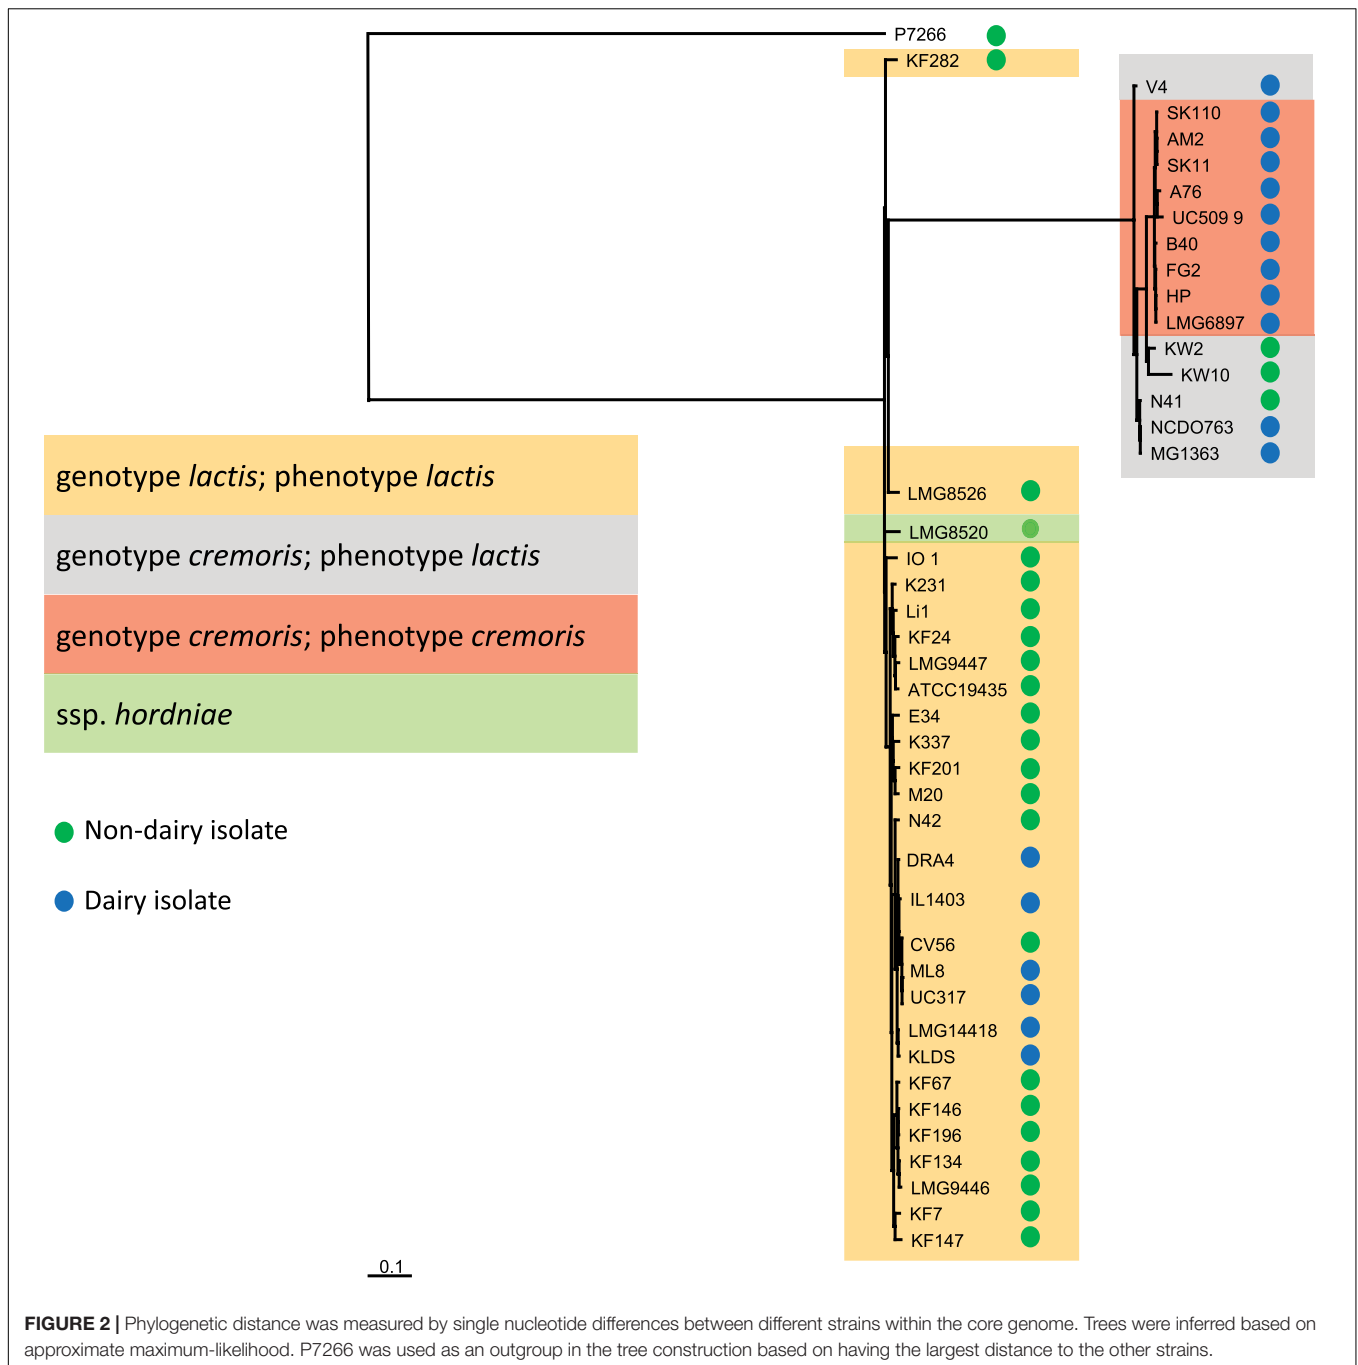 P7266
KF282
V4
SK110
AM2
SK11
A76
UC509 9
B40
FG2
HP
LMG6897
KW2
KW10
N41
NCDO763
MG1363
genotype lactis; phenotype lactis
genotype cremoris; phenotype lactis
genotype cremoris; phenotype cremoris
ssp. hordniae
Non-dairy isolate
Dairy isolate
LMG8526
LMG8520
IO 1
K231
Li1
KF24
LMG9447
ATCC19435
E34
K337
KF201
M20
N42
DRA4
IL1403
CV56
ML8
UC317
LMG14418
KLDS
KF67
KF146
KF196
KF134
LMG9446
KF7
KF147
0.1
FIGURE 2 | Phylogenetic distance was measured by single nucleotide differences between different strains within the core genome. Trees were inferred based on
approximate maximum-likelihood. P7266 was used as an outgroup in the tree construction based on having the largest distance to the other strains.